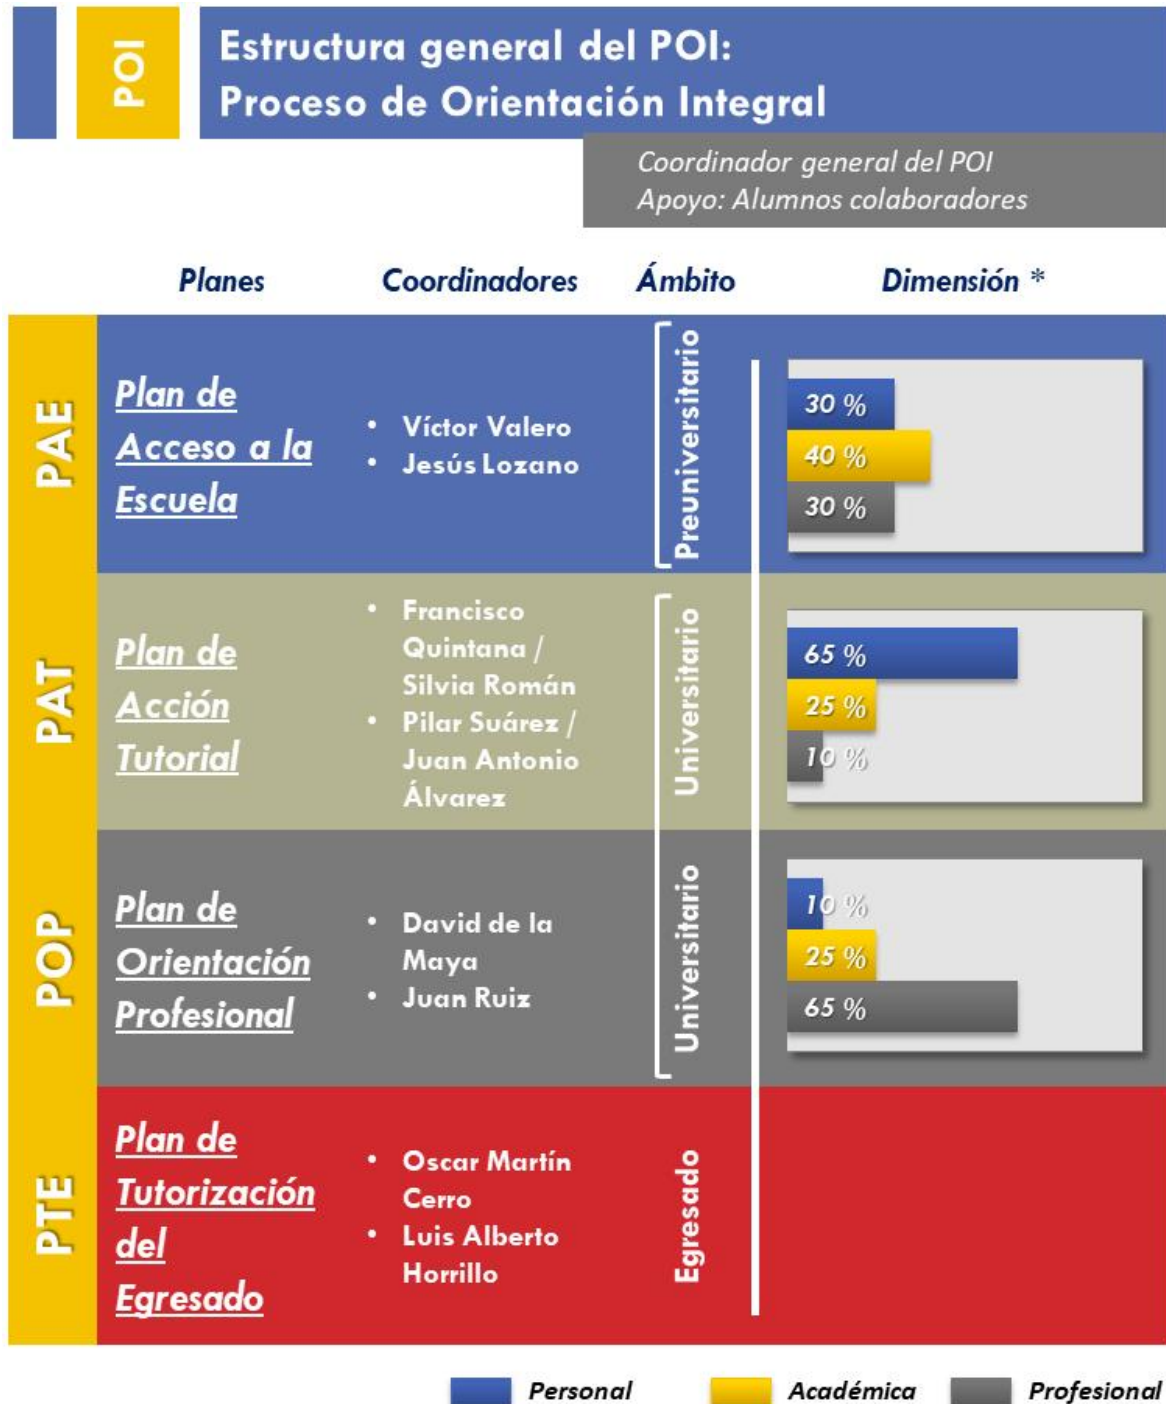 POI
Estructura general del POI:
Proceso de Orientación Integral
Coordinador general del POI
Apoyo: Alumnos colaboradores
Planes Coordinadores Ámbito Dimensión *
PAE
Plan de
Acceso a la
Escuela
• Víctor Valero
• Jesús Lozano
Preuniversitario
30 %
40 %
30 %
PAT
Plan de
Acción
Tutorial
• Francisco
Quintana /
Silvia Román
• Pilar Suárez /
Juan Antonio
Álvarez
Universitario
65 %
25 %
10 %
POP
Plan de
Orientación
Profesional
• David de la
Maya
• Juan Ruiz
Universitario
10 %
25 %
65 %
PTE
Plan de
Tutorización
del
Egresado
• Oscar Martín
Cerro
• Luis Alberto
Horrillo
Egresado
Personal Académica Profesional